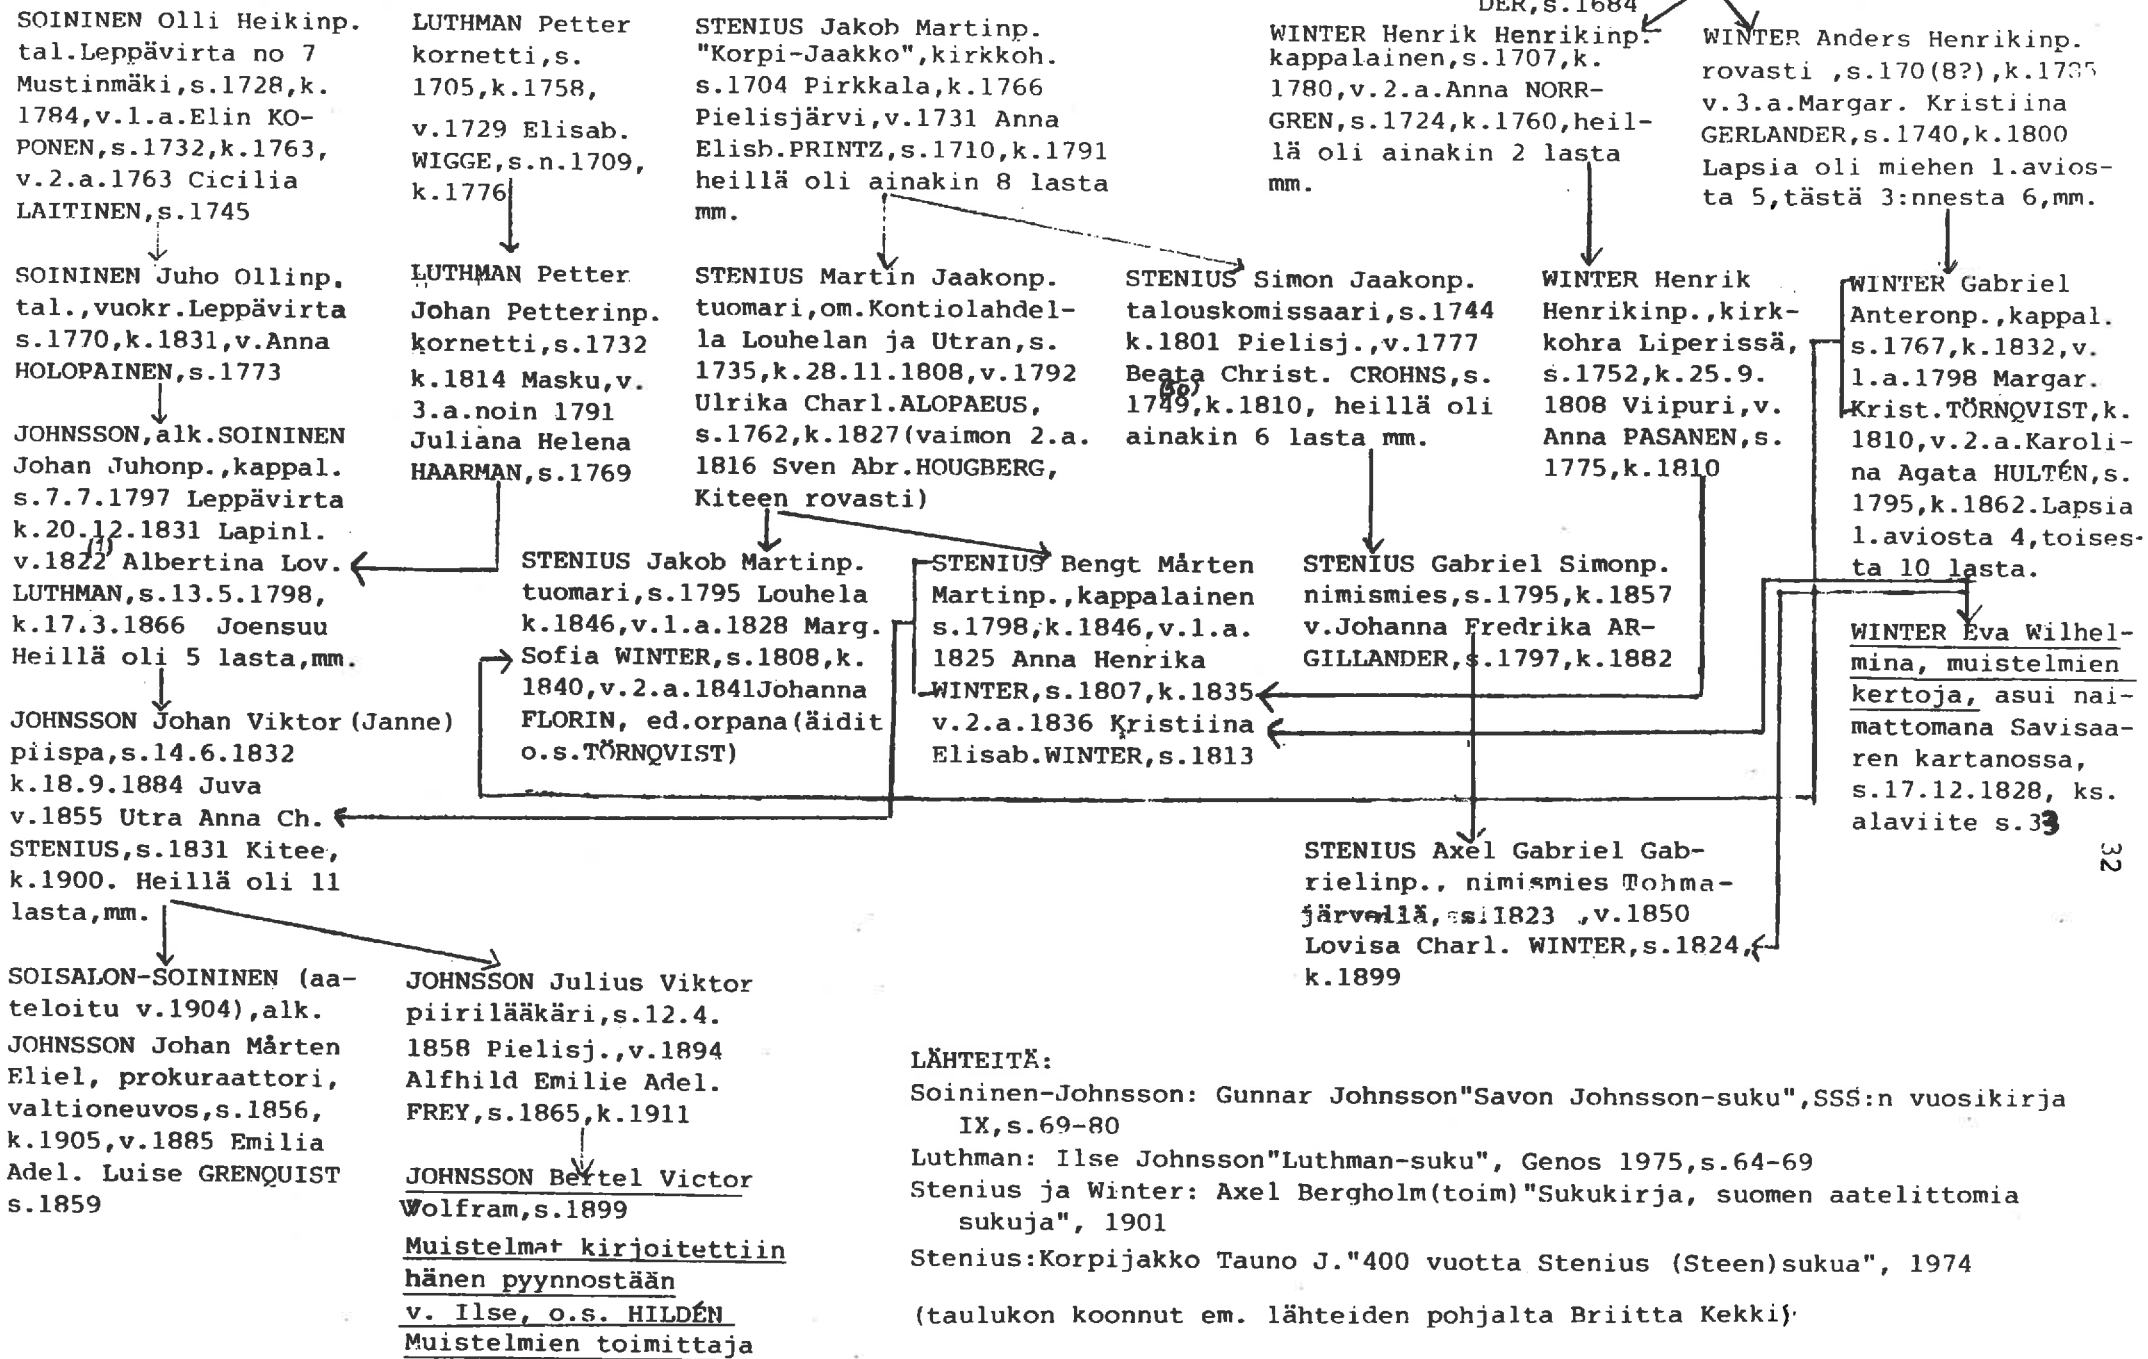 SOININEN Olli Heikinp.
tal.Leppävirta no 7
Mustinmäki,s.1728,k.
1784,v.1.a.Elin KO-
PONEN,s.1732,k.1763,
v.2.a.1763 Cicilia
LAITINEN,s.1745
LUTHMAN Petter
kornetti,s.
1705,k.1758,
v.1729 Elisab.
WIGGE,s.n.1709,
k.1776
STENIUS Jakob Martinp.
"Korpi-Jaakko",kirkkoh.
s.1704 Pirkkala,k.1766
Pielisjärvi,v.1731 Anna
Elisb.PRINTZ,s.1710,k.1791
heillä oli ainakin 8 lasta
mm.
DER,s.1684
WINTER Henrik Henrikinp.
kappalainen,s.1707,k.
1780,v.2.a.Anna NORR-
GREN,s.1724,k.1760,heil-
lä oli ainakin 2 lasta
mm.
WINTER Anders Henrikinp.
rovasti ,s.170(8?),k.
v.3.a.Margar. Kristiina
GERLANDER,s.1740,k.1800
Lapsia oli miehen 1.avios-
ta 5,tästä 3:nnesta 6,mm.
SOININEN Juho Ollinp.
tal.,vuokr.Leppävirta
s.1770,k.1831,v.Anna
HOLOPAINEN,s.1773
LUTHMAN Petter
Johan Petterinp.
kornetti,s.1732
k.1814 Masku,v.
3.a.noin 1791
Juliana Helena
HAARMAN,s.1769
STENIUS Martin Jaakonp.
tuomari,om.Kontiolahdel-
la Louhelan ja Utran,s.
1735,k.28.11.1808,v.1792
Ulrika Charl.ALOPAEUS,
s.1762,k.1827(vaimon 2.a.
1816 Sven Abr.HOUGBERG,
Kiteen rovasti)
STENIUS Simon Jaakonp.
talouskomissaari,s.1744
k.1801 Pielisj.,v.1777
Beata Christ. CROHNS,s.
(50)
1749,k.1810, heillä oli
ainakin 6 lasta mm.
WINTER Henrik
Henrikinp.,kirk-
kohra Liperissä,
s.1752,k.25.9.
1808 Viipuri,v.
Anna PASANEN,s.
1775,k.1810
WINTER Gabriel
Anteronp.,kappal.
s.1767,k.1832,v.
1.a.1798 Margar.
Krist.TÖRNQVIST,k.
1810,v.2.a.Karoli-
na Agata HULTÉN,s.
1795,k.1862.Lapsia
1.aviosta 4,toises-
ta 10 lasta.
JOHNSSON,alk.SOININEN
Johan Juhonp.,kappal.
s.7.7.1797 Leppävirta
k.20.12.1831 Lapinl.
(1)
v.1822 Albertina Lov.
LUTHMAN,s.13.5.1798,
k.17.3.1866 Joensuu
Heillä oli 5 lasta,mm.
STENIUS Jakob Martinp.
tuomari,s.1795 Louhela
k.1846,v.1.a.1828 Marg.
Sofia WINTER,s.1808,k.
1840,v.2.a.1841Johanna
FLORIN, ed.orpana(äidit
o.s.TÖRNQVIST)
STENIUS Bengt Mårten
Martinp.,kappalainen
s.1798,k.1846,v.1.a.
1825 Anna Henrika
WINTER,s.1807,k.1835
v.2.a.1836 Kristiina
Elisab.WINTER,s.1813
STENIUS Gabriel Simonp.
nimismies,s.1795,k.1857
v.Johanna Fredrika AR-
GILLANDER,s.1797,k.1882
WINTER Eva Wilhel-
mina, muistelmien
kertoja, asui nai-
mattomana Savisaa-
ren kartanossa,
s.17.12.1828, ks.
alaviite s.33
32
JOHNSSON Johan Viktor(Janne)
piispa,s.14.6.1832
k.18.9.1884 Juva
v.1855 Utra Anna Ch.
STENIUS,s.1831 Kitee,
k.1900. Heillä oli 11
lasta,mm.
STENIUS Axel Gabriel Gab-
rielinp., nimismies Tohma-
järvellä, s.1823 ,v.1850
Lovisa Charl. WINTER,s.1824,
k.1899
SOISALON-SOININEN (aa-
teloitu v.1904),alk.
JOHNSSON Johan Mårten
Eliel, prokuraattori,
valtioneuvos,s.1856,
k.1905,v.1885 Emilia
Adel. Luise GRENQUIST
s.1859
JOHNSSON Julius Viktor
piirilääkäri,s.12.4.
1858 Pielisj.,v.1894
Alfhild Emilie Adel.
FREY,s.1865,k.1911
JOHNSSON Bertel Victor
Wolfram,s.1899
Muistelmat kirjoitettiin
hänen pyynnostään
v. Ilse, o.s. HILDÉN
Muistelmien toimittaja
LÄHTEITÄ:
Soininen-Johnsson: Gunnar Johnsson"Savon Johnsson-suku",SSS:n vuosikirja
IX,s.69-80
Luthman: Ilse Johnsson"Luthman-suku", Genos 1975,s.64-69
Stenius ja Winter: Axel Bergholm(toim)"Sukukirja, suomen aatelittomia
sukuja", 1901
Stenius:Korpijakko Tauno J."400 vuotta Stenius (Steen)sukua", 1974
(taulukon koonnut em. lähteiden pohjalta Briitta Kekki)